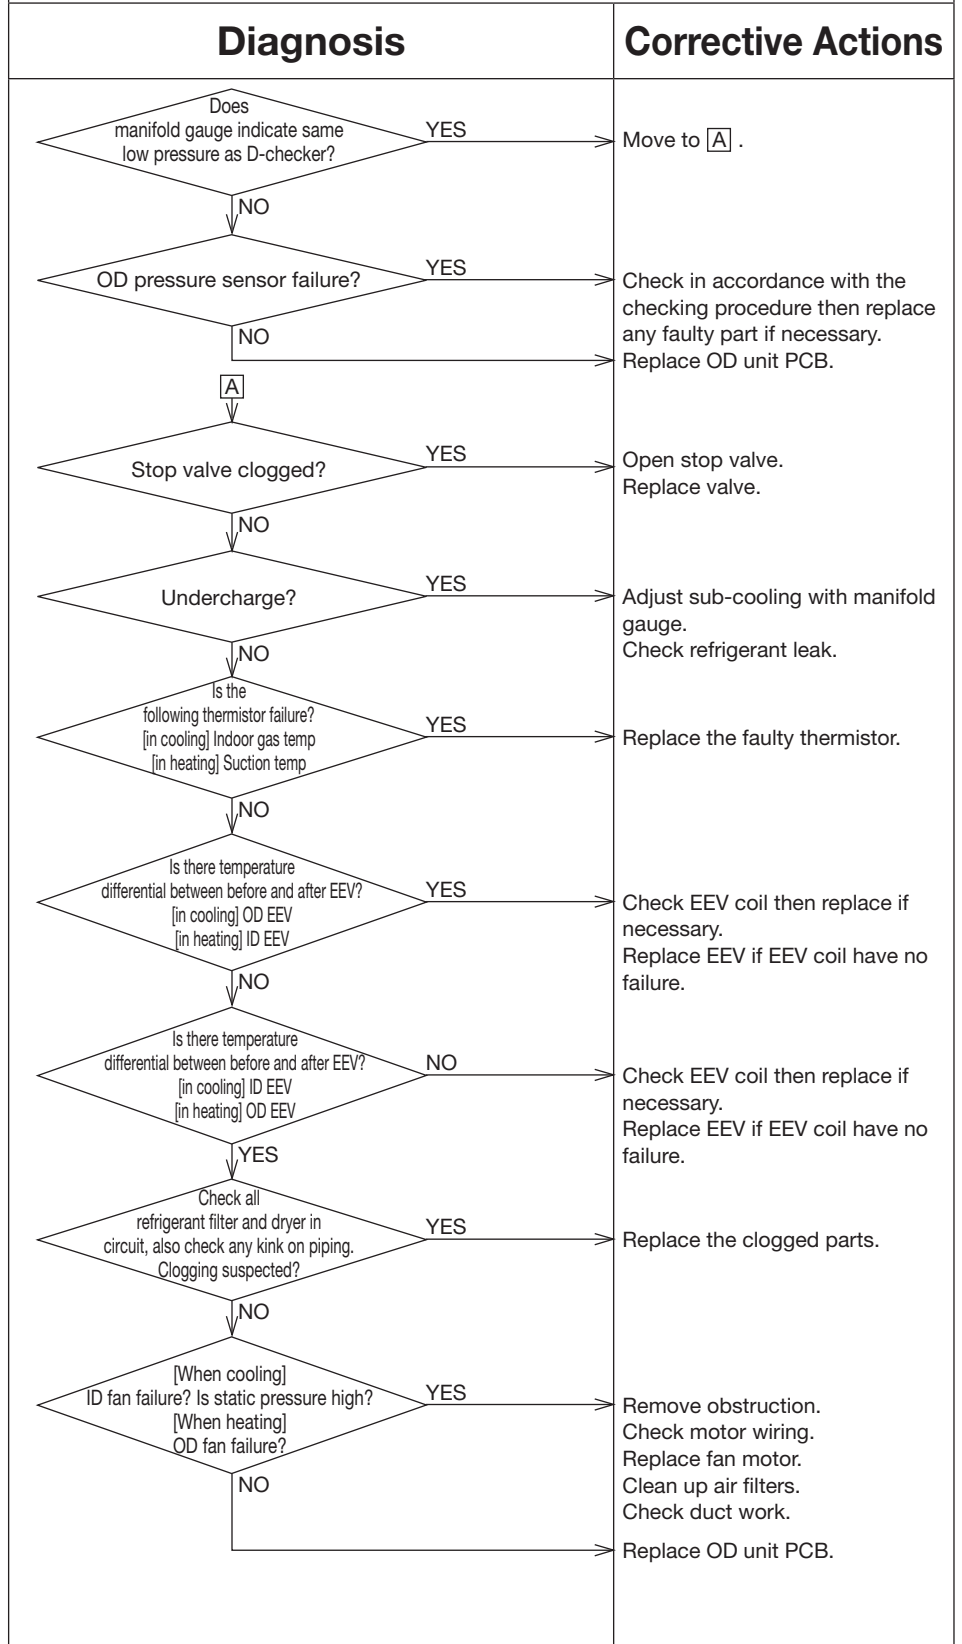 Diagnosis
Corrective Actions
Does
manifold gauge indicate same
low pressure as D-checker?
YES
Move to A .
NO
OD pressure sensor failure?
YES
Check in accordance with the
checking procedure then replace
any faulty part if necessary.
NO
Replace OD unit PCB.
A
Stop valve clogged?
YES
Open stop valve.
Replace valve.
NO
Undercharge?
YES
Adjust sub-cooling with manifold
gauge.
Check refrigerant leak.
NO
Is the
following thermistor failure?
[in cooling] Indoor gas temp
[in heating] Suction temp
YES
Replace the faulty thermistor.
NO
Is there temperature
differential between before and after EEV?
[in cooling] OD EEV
[in heating] ID EEV
YES
Check EEV coil then replace if
necessary.
Replace EEV if EEV coil have no
failure.
NO
Is there temperature
differential between before and after EEV?
[in cooling] ID EEV
[in heating] OD EEV
NO
Check EEV coil then replace if
necessary.
Replace EEV if EEV coil have no
failure.
YES
Check all
refrigerant filter and dryer in
circuit, also check any kink on piping.
Clogging suspected?
YES
Replace the clogged parts.
NO
[When cooling]
ID fan failure? Is static pressure high?
[When heating]
OD fan failure?
YES
Remove obstruction.
Check motor wiring.
Replace fan motor.
Clean up air filters.
Check duct work.
NO
Replace OD unit PCB.